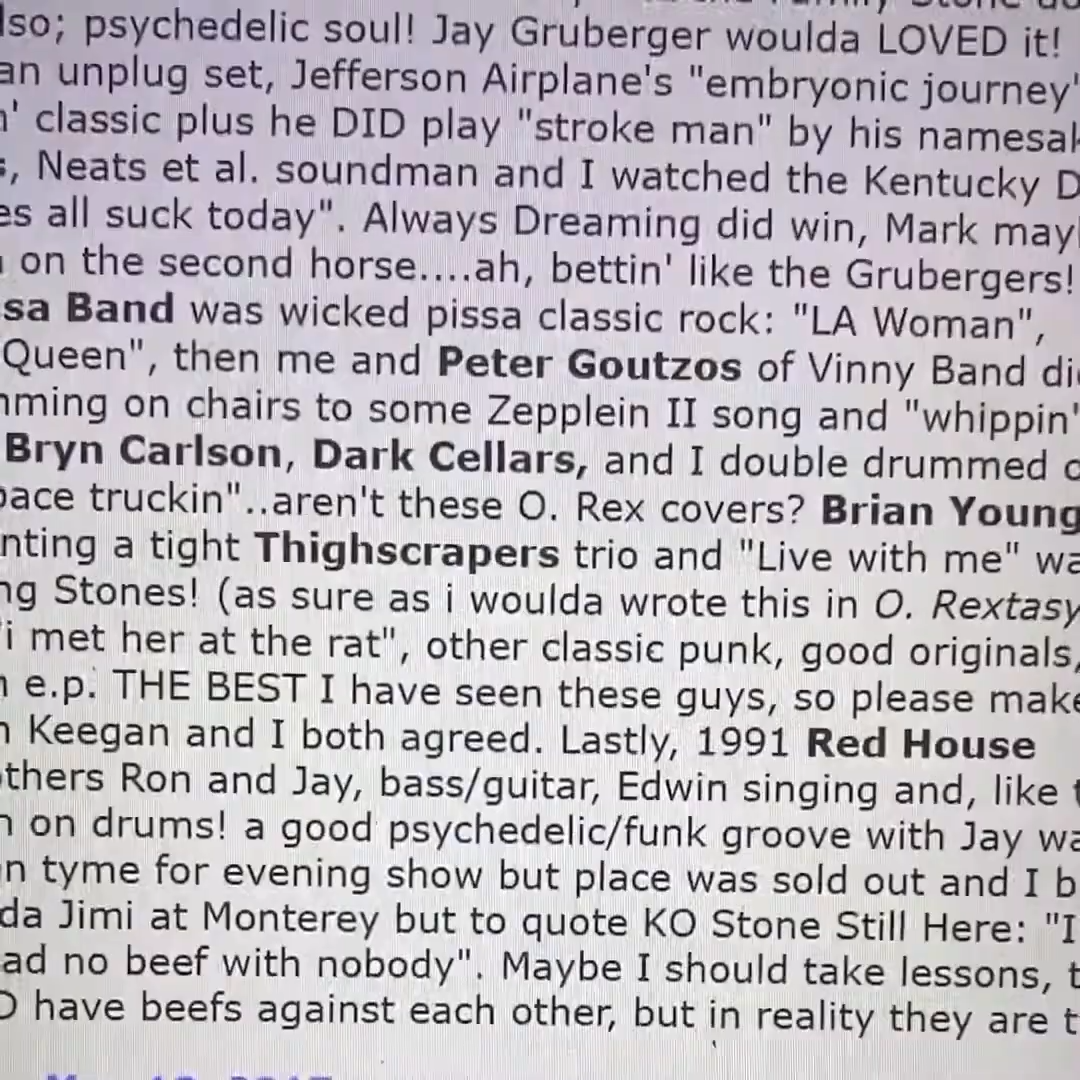 lso; psychedelic soul! Jay Gruberger woulda LOVED it!
an unplug set, Jefferson Airplane's "embryonic journey"
' classic plus he DID play "stroke man" by his namesak
, Neats et al. soundman and I watched the Kentucky D
es all suck today". Always Dreaming did win, Mark may
on the second horse....ah, bettin' like the Grubergers!
sa Band was wicked pissa classic rock: "LA Woman",
Queen", then me and Peter Goutzos of Vinny Band di
ming on chairs to some Zepplein II song and "whippin'
Bryn Carlson, Dark Cellars, and I double drummed
pace truckin"..aren't these O. Rex covers? Brian Young
nting a tight Thighscrapers trio and "Live with me" wa
ng Stones! (as sure as i woulda wrote this in O. Rextasy
"i met her at the rat", other classic punk, good originals,
e.p. THE BEST I have seen these guys, so please make
Keegan and I both agreed. Lastly, 1991 Red House
thers Ron and Jay, bass/guitar, Edwin singing and, like t
on drums! a good psychedelic/funk groove with Jay wa
n tyme for evening show but place was sold out and I b
da Jimi at Monterey but to quote KO Stone Still Here: "I
ad no beef with nobody". Maybe I should take lessons, t
have beefs against each other, but in reality they are t